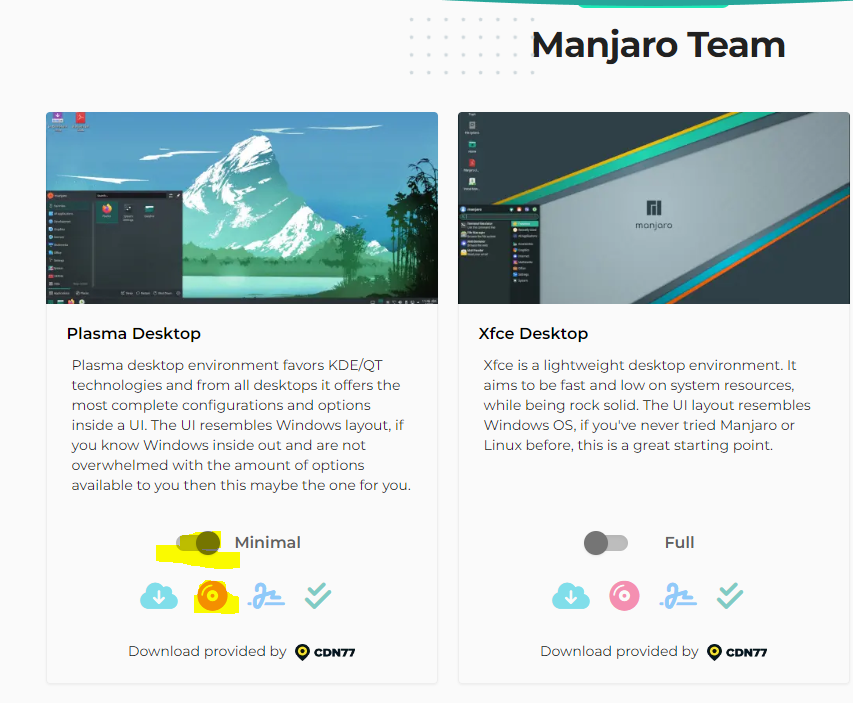 Manjaro Team
manjaro
Plasma Desktop
Plasma desktop environment favors KDE/QT
technologies and from all desktops it offers the
most complete configurations and options
inside a UI. The UI resembles Windows layout, if
you know Windows inside out and are not
overwhelmed with the amount of options
available to you then this maybe the one for you.
Minimal
Download provided by CDN77
Xfce Desktop
Xfce is a lightweight desktop environment. It
aims to be fast and low on system resources,
while being rock solid. The UI layout resembles
Windows OS, if you've never tried Manjaro or
Linux before, this is a great starting point.
Full
Download provided by CDN77